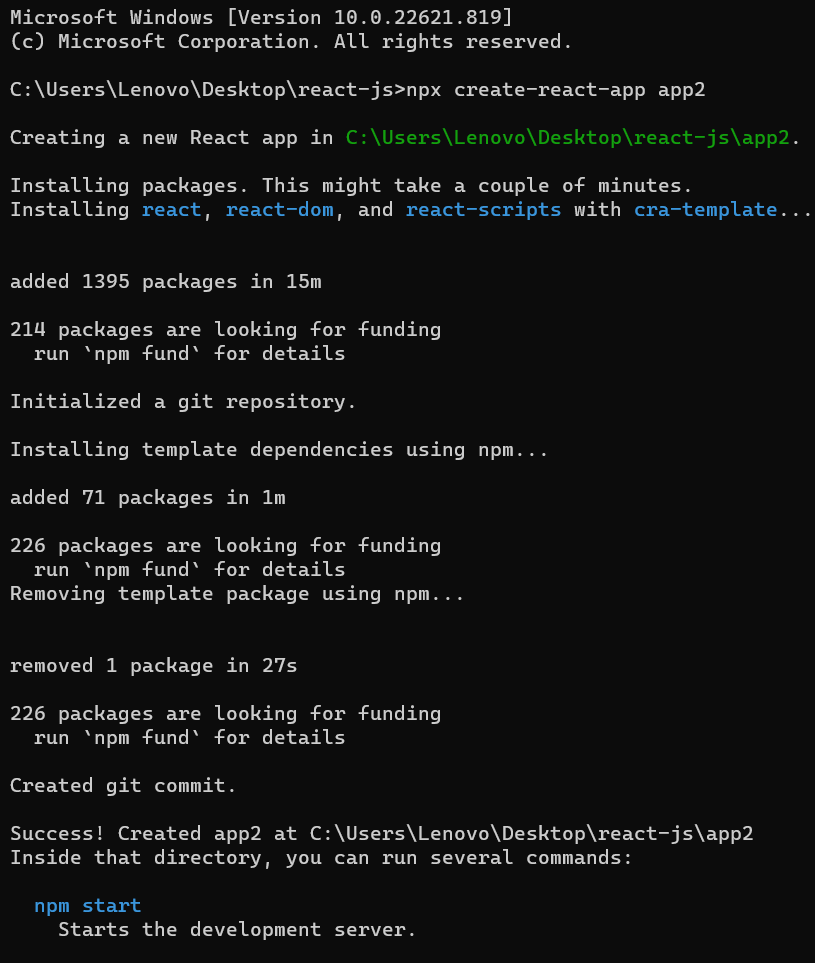 Microsoft Windows [Version 10.0.22621.819]
(c) Microsoft Corporation. All rights reserved.
C:\Users\Lenovo\Desktop\react-js>npx create-react-app app2
Creating a new React app in C:\Users\Lenovo\Desktop\react-js\app2.
Installing packages. This might take a couple of minutes.
Installing react, react-dom, and react-scripts with cra-template...
added 1395 packages in 15m
214 packages are looking for funding
  run `npm fund` for details
Initialized a git repository.
Installing template dependencies using npm...
added 71 packages in 1m
226 packages are looking for funding
  run `npm fund` for details
Removing template package using npm...
removed 1 package in 27s
226 packages are looking for funding
  run `npm fund` for details
Created git commit.
Success! Created app2 at C:\Users\Lenovo\Desktop\react-js\app2
Inside that directory, you can run several commands:
  npm start
    Starts the development server.